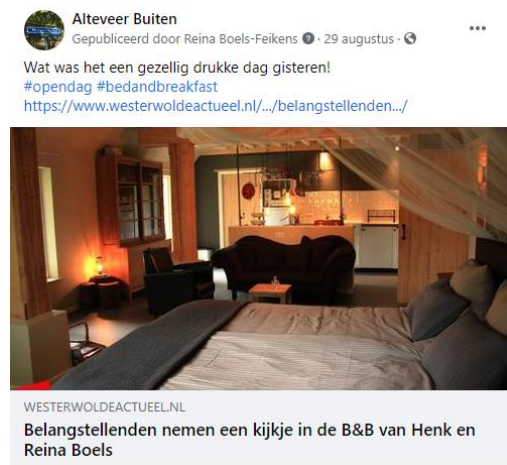 Alteveer Buiten
Gepubliceerd door Reina Boels-Feikens · 29 augustus ·
Wat was het een gezellig drukke dag gisteren!
#opendag #bedandbreakfast
https://www.westerwoldeactueel.nl/.../belangstellenden.../
WESTERWOLDEACTUEEL.NL
Belangstellenden nemen een kijkje in de B&B van Henk en
Reina Boels